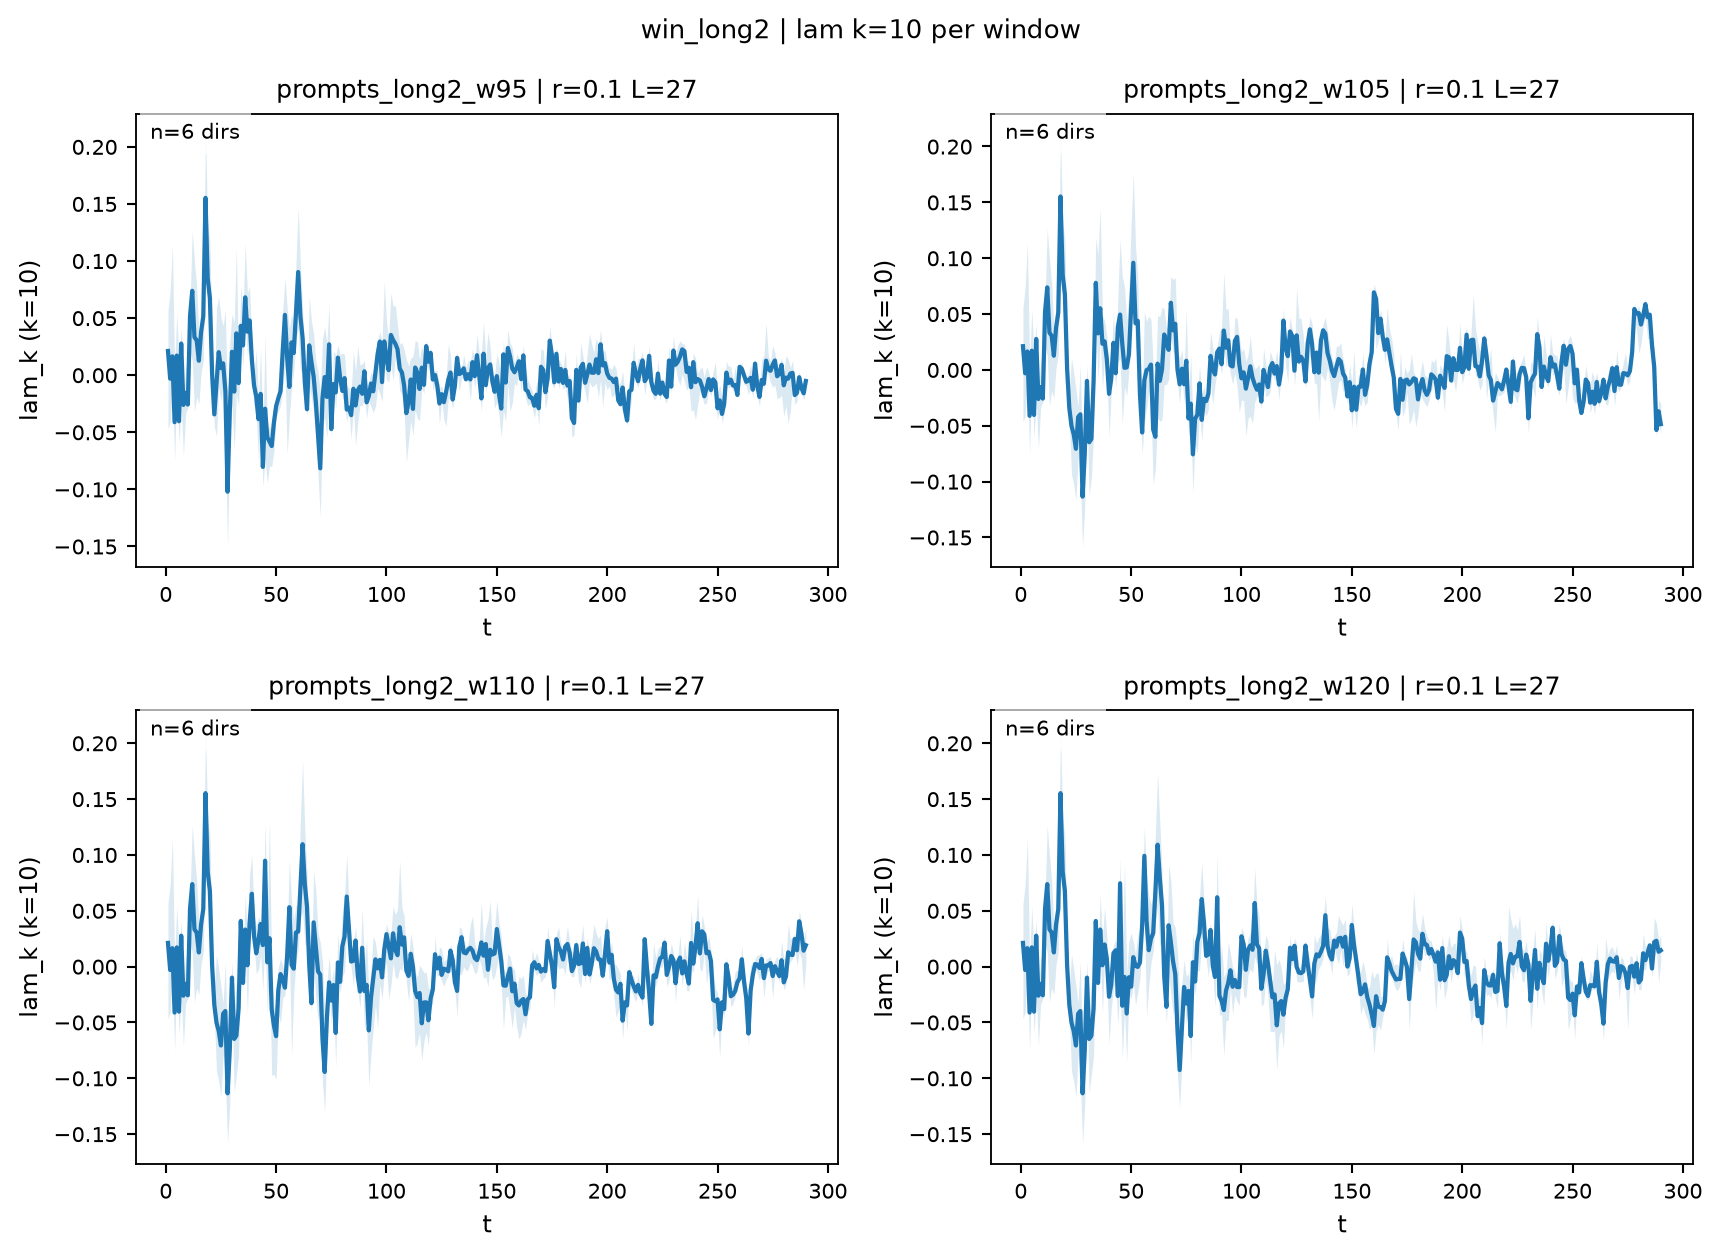 win_long2 | lam k=10 per window
prompts_long2_w95 | r=0.1 L=27
n=6 dirs
lam_k (k=10)
0.20
0.15
0.10
0.05
0.00
−0.05
−0.10
−0.15
0 50 100 150 200 250 300
t
prompts_long2_w105 | r=0.1 L=27
n=6 dirs
lam_k (k=10)
0.20
0.15
0.10
0.05
0.00
−0.05
−0.10
−0.15
0 50 100 150 200 250 300
t
prompts_long2_w110 | r=0.1 L=27
n=6 dirs
lam_k (k=10)
0.20
0.15
0.10
0.05
0.00
−0.05
−0.10
−0.15
0 50 100 150 200 250 300
t
prompts_long2_w120 | r=0.1 L=27
n=6 dirs
lam_k (k=10)
0.20
0.15
0.10
0.05
0.00
−0.05
−0.10
−0.15
0 50 100 150 200 250 300
t